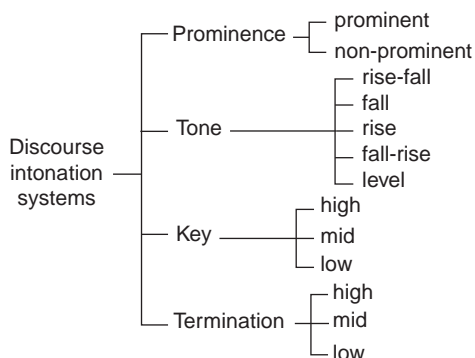 Discourse
intonation
systems
Prominence
prominent
non-prominent
Tone
rise-fall
fall
rise
fall-rise
level
Key
high
mid
low
Termination
high
mid
low